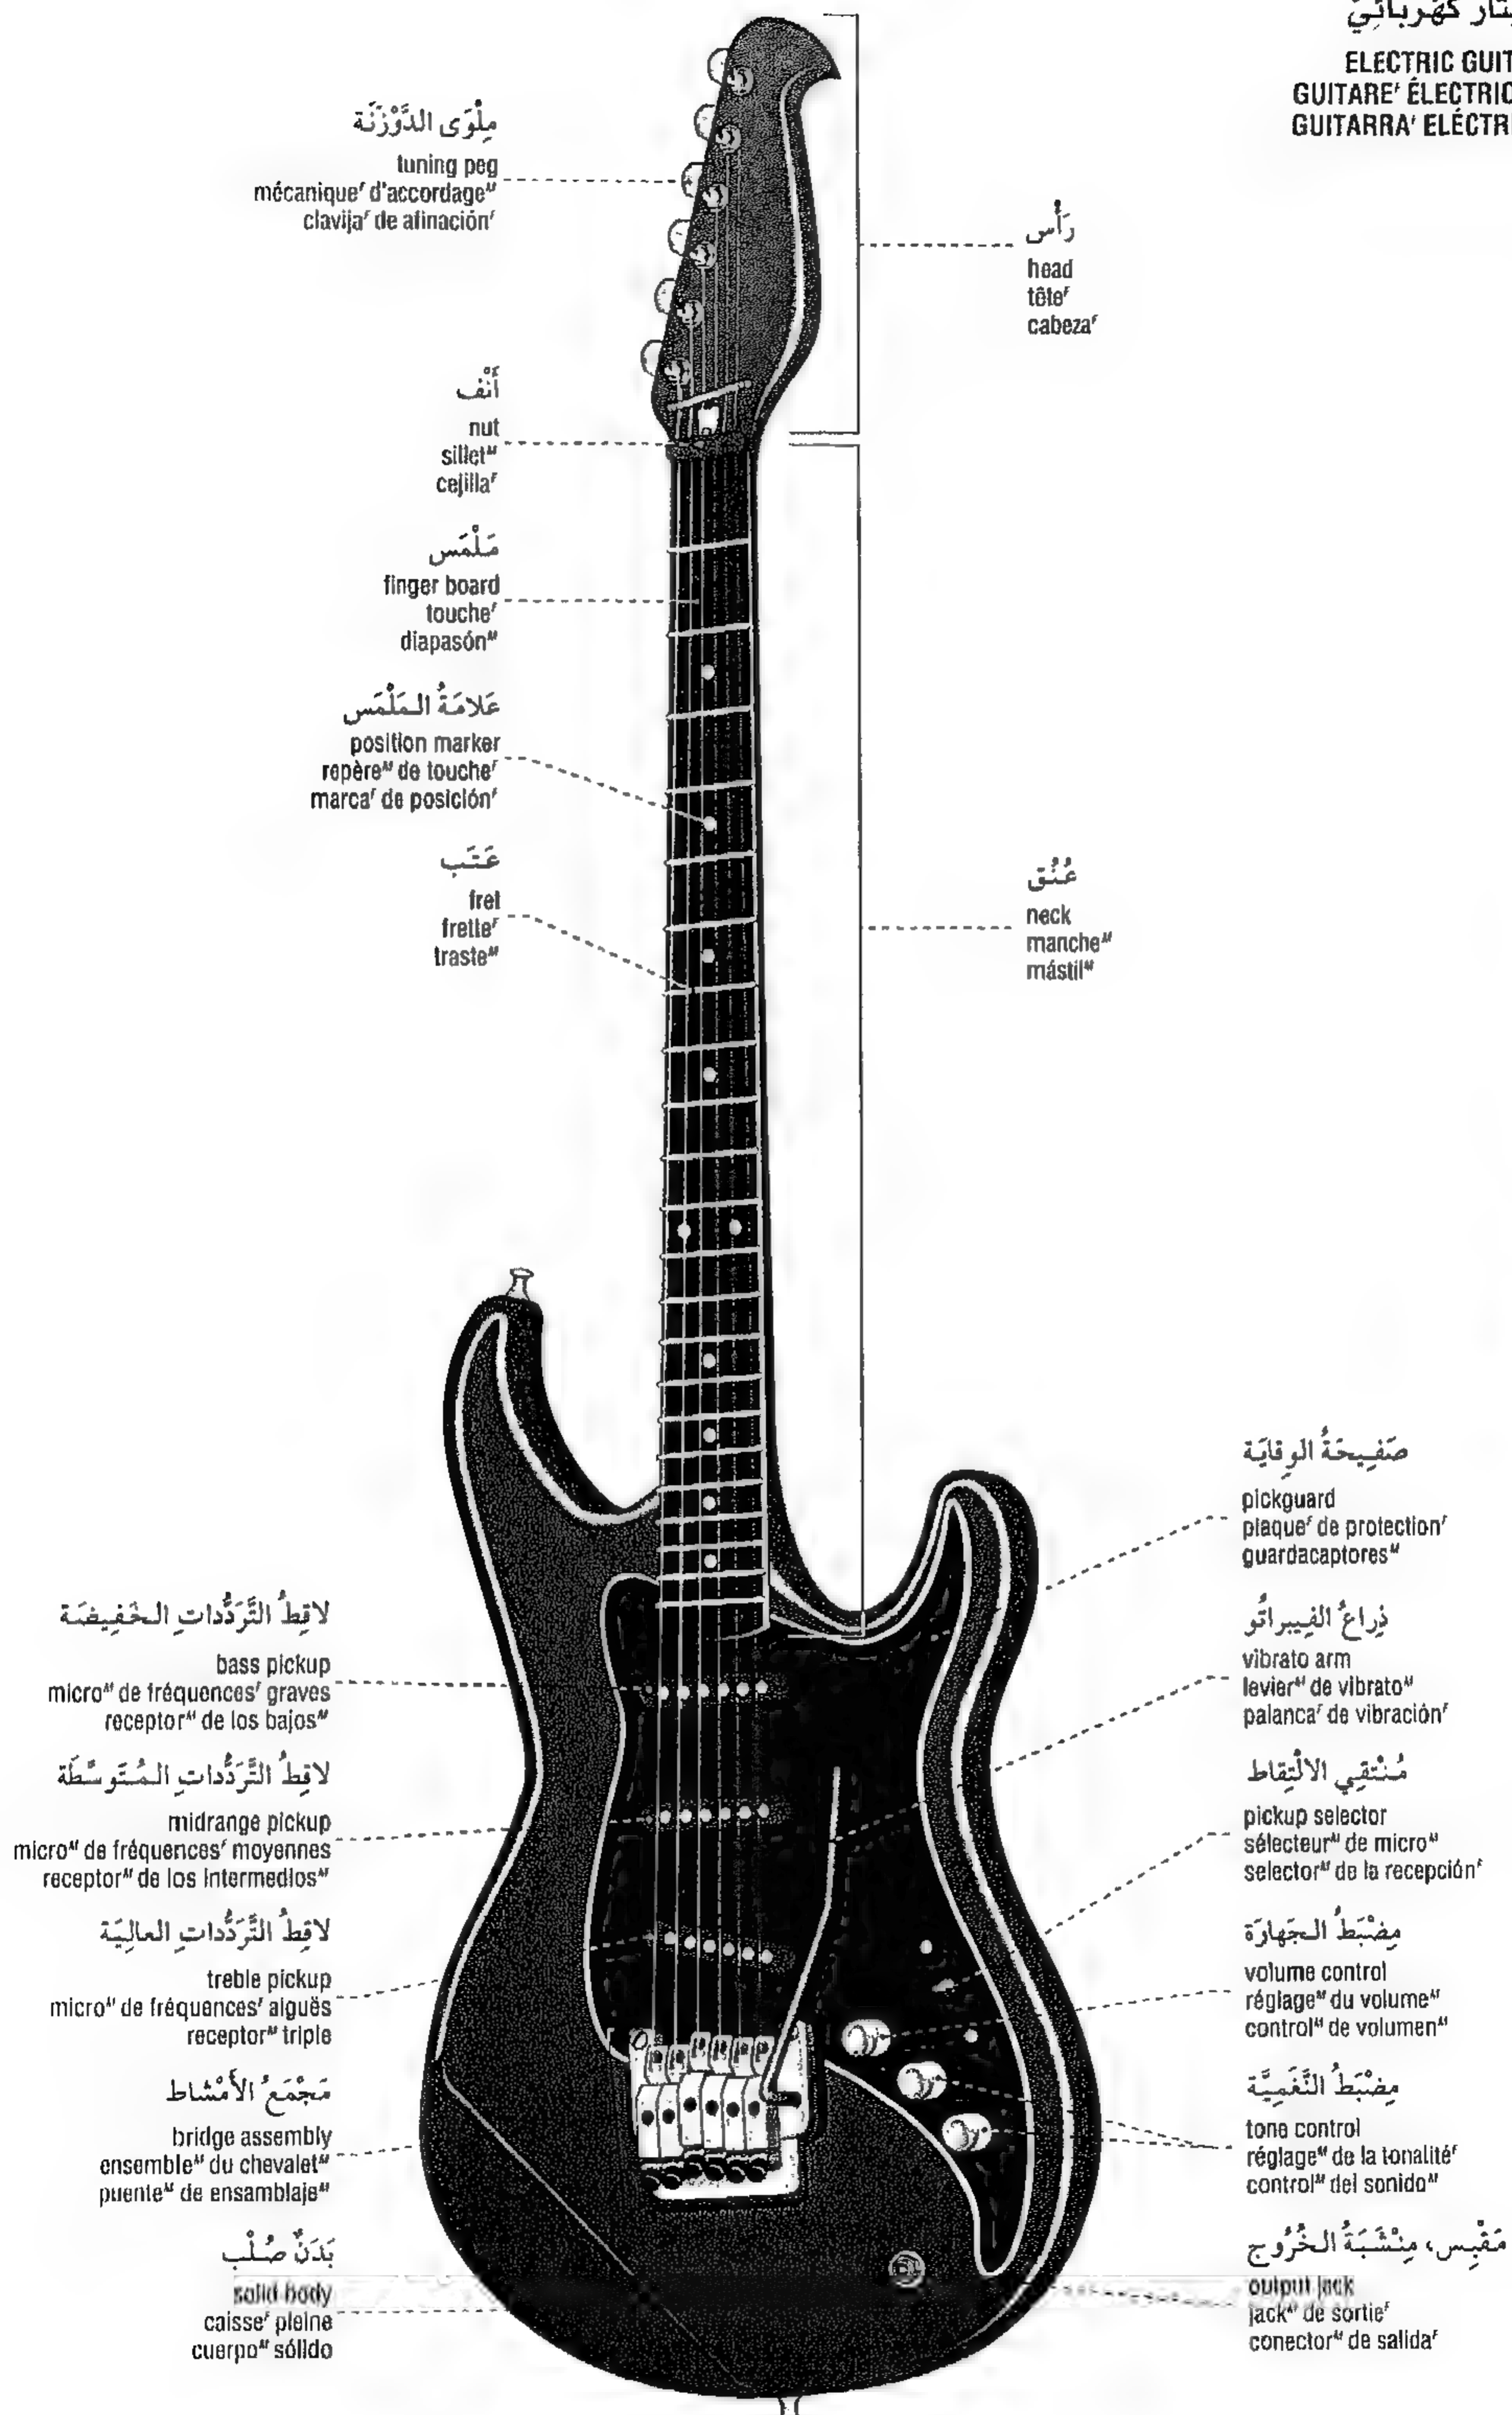 كَهْرَبائِيّ
ELECTRIC
GUITARE^f
GUITARRA^f
مِلْوَى الدَّوْزَنَة
tuning peg
mécanique^f d'accordage^M
clavija^f de afinación^f
رَأْس
head
tête^f
cabeza^f
أَنْف
nut
sillet^M
cejilla^f
مَلْمَس
finger board
touche^f
diapasón^M
عَلامَةُ المَلْمَس
position marker
repère^M de touche^f
marca^f de posición^f
عَتَب
fret
frette^f
traste^M
عُنُق
neck
manche^M
mástil^M
لاقِطُ التَّرَدُّداتِ الخَفِيضَة
bass pickup
micro^M de fréquences^f graves
receptor^M de los bajos^M
لاقِطُ التَّرَدُّداتِ المُتَوَسِّطَة
midrange pickup
micro^M de fréquences^f moyennes
receptor^M de los intermedios^M
لاقِطُ التَّرَدُّداتِ العالِيَة
treble pickup
micro^M de fréquences^f aiguës
receptor^M triple
مَجْمَعُ الأَمْشاط
bridge assembly
ensemble^M du chevalet^M
puente^M de ensamblaje^M
بَدَنٌ صُلْب
solid body
caisse^f pleine
cuerpo^M sólido
صَفِيحَةُ الوِقايَة
pickguard
plaque^f de protection^f
guardacaptores^M
ذِراعُ الفِيبراتُو
vibrato arm
levier^M de vibrato^M
palanca^f de vibración^f
مُنْتَقِي الالْتِقاط
pickup selector
sélecteur^M de micro^M
selector^M de la recepción^f
مِضْبَطُ الجَهارَة
volume control
réglage^M du volume^M
control^M de volumen^M
مِضْبَطُ النَّغَمِيَّة
tone control
réglage^M de la tonalité^f
control^M del sonido^M
مَقْبِس، مِنْشَبَةُ الخُرُوج
output jack
jack^M de sortie^f
conector^M de salida^f